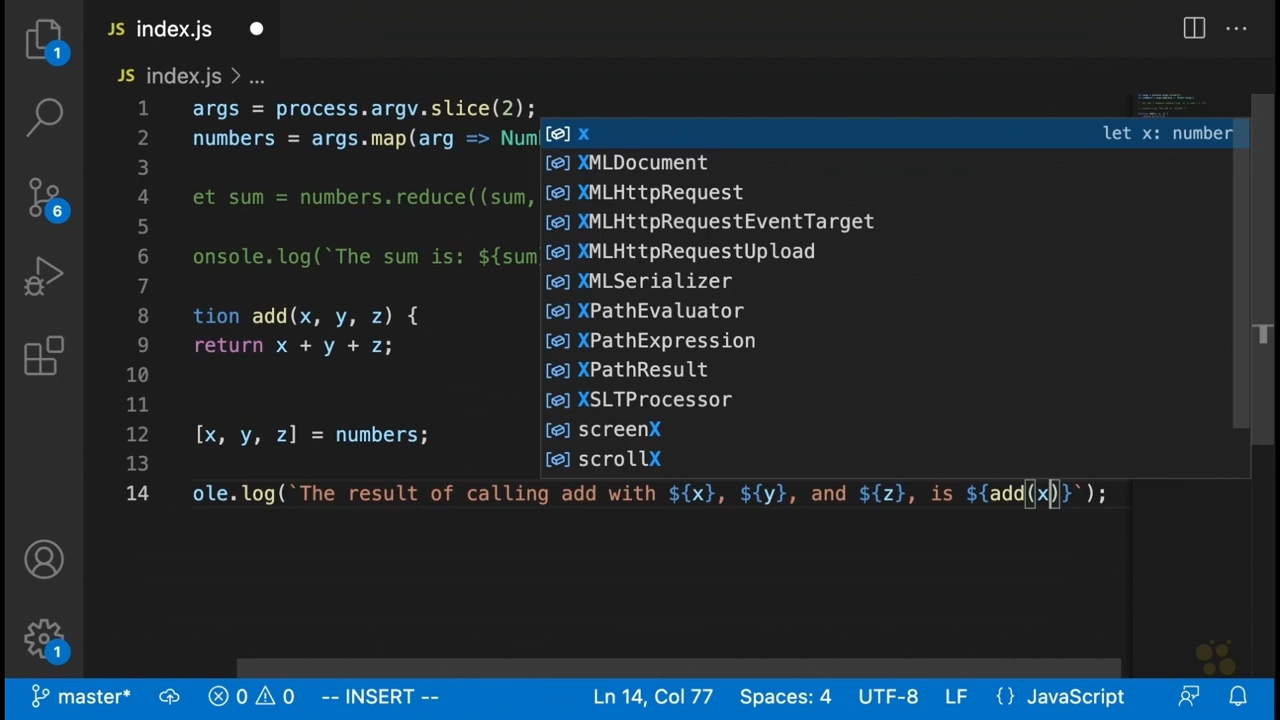 JS index.js
JS index.js > ...
1 args = process.argv.slice(2);
2 numbers = args.map(arg => Num
3
4 et sum = numbers.reduce((sum,
5
6 onsole.log(`The sum is: ${sum}
7
8 tion add(x, y, z) {
9 return x + y + z;
10
11
12 [x, y, z] = numbers;
13
14 ole.log(`The result of calling add with ${x}, ${y}, and ${z}, is ${add(x)}`);
x let x: number
XMLDocument
XMLHttpRequest
XMLHttpRequestEventTarget
XMLHttpRequestUpload
XMLSerializer
XPathEvaluator
XPathExpression
XPathResult
XSLTProcessor
screenX
scrollX
1
6
1
master* 0 0 -- INSERT -- Ln 14, Col 77 Spaces: 4 UTF-8 LF {} JavaScript